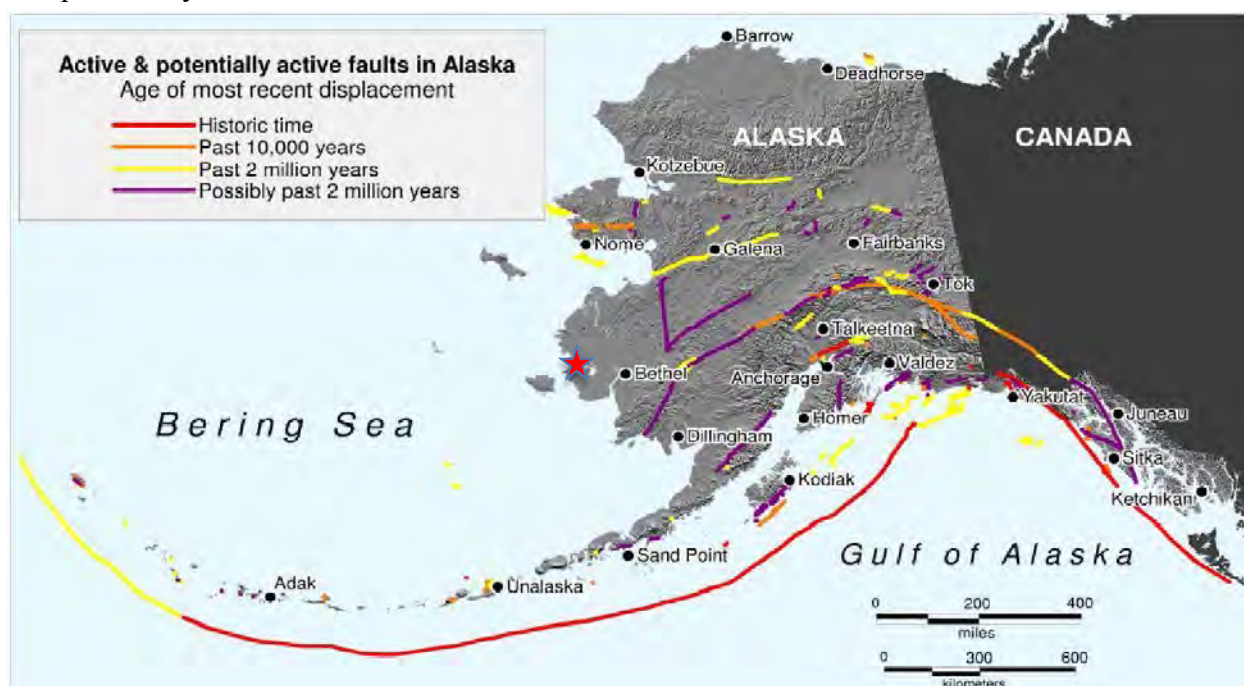 Active & potentially active faults in Alaska
Age of most recent displacement
Historic time
Past 10,000 years
Past 2 million years
Possibly past 2 million years
Barrow
Deadhorse
ALASKA
CANADA
Kotzebue
Nome
Galena
Fairbanks
Tok
Talkeetna
Bethel
Anchorage
Valdez
Yakutat
Bering Sea
Homer
Juneau
Dillingham
Sitka
Kodiak
Ketchikan
Sand Point
Gulf of Alaska
Adak
Unalaska
0 200 400
miles
0 300 600
kilometers